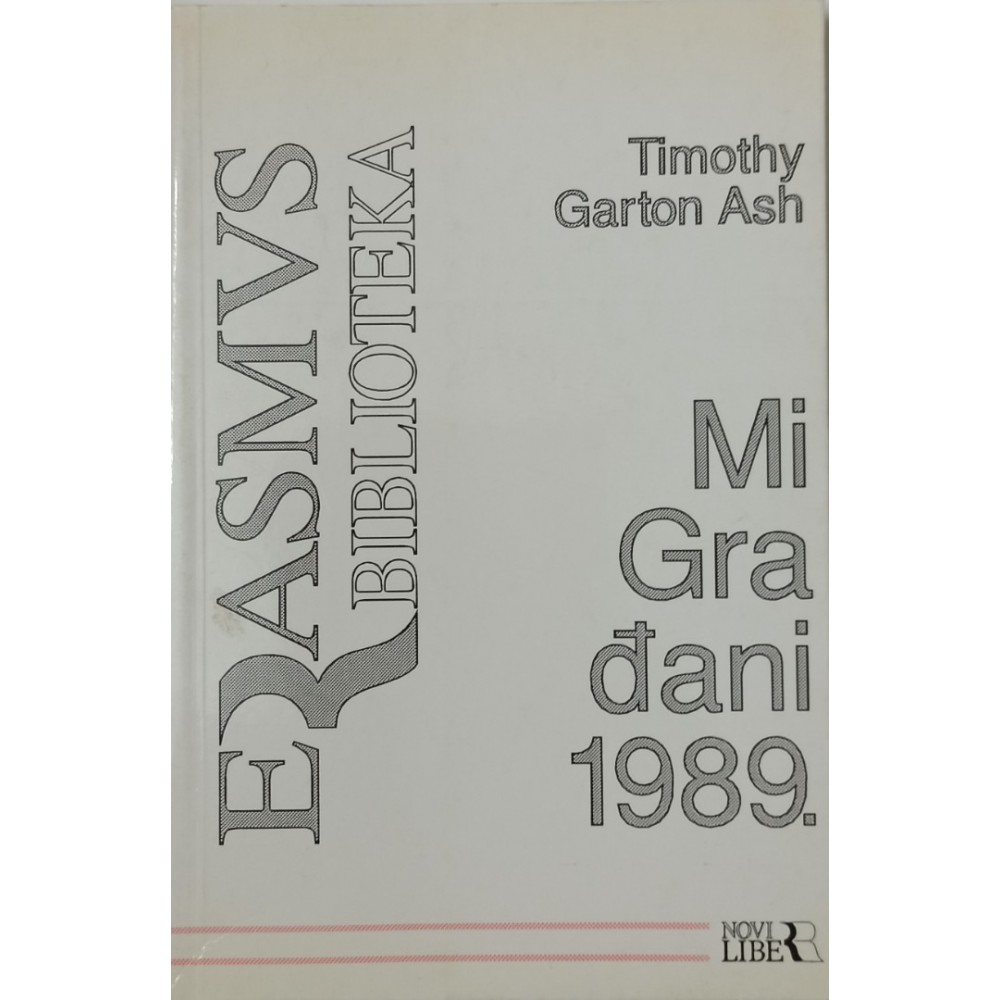 ERASMVS
BIBLIOTEKA
Timothy
Garton Ash
Mi
Gra
đani
1989.
NOVI
LIBER